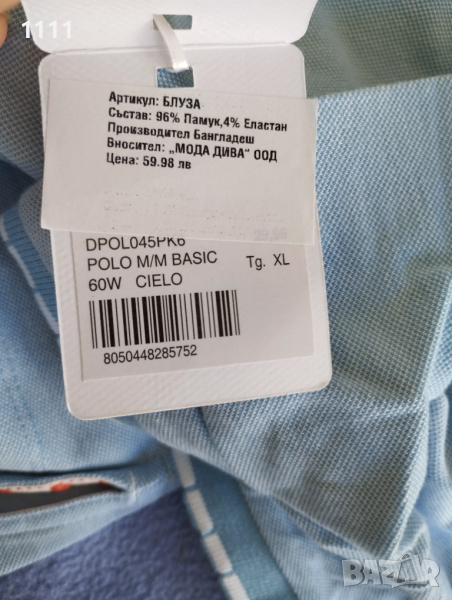 1111
Артикул: БЛУЗА
Състав: 96% Памук,4% Еластан
Производител Бангладеш
Вносител: „МОДА ДИВА" ООД
Цена: 59.98 лв
DPOL045PK6
POLO M/M BASIC Tg. XL
60W CIELO
8050448285752
BAZAR